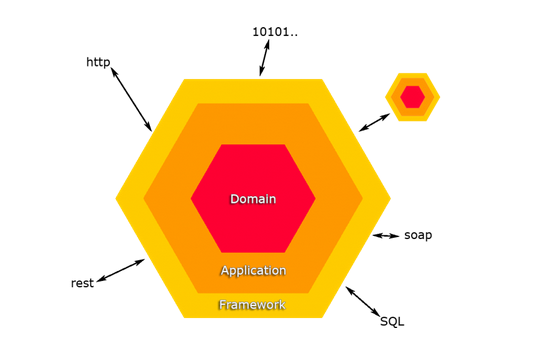 10101..
http
Domain
soap
Application
rest
Framework
SQL